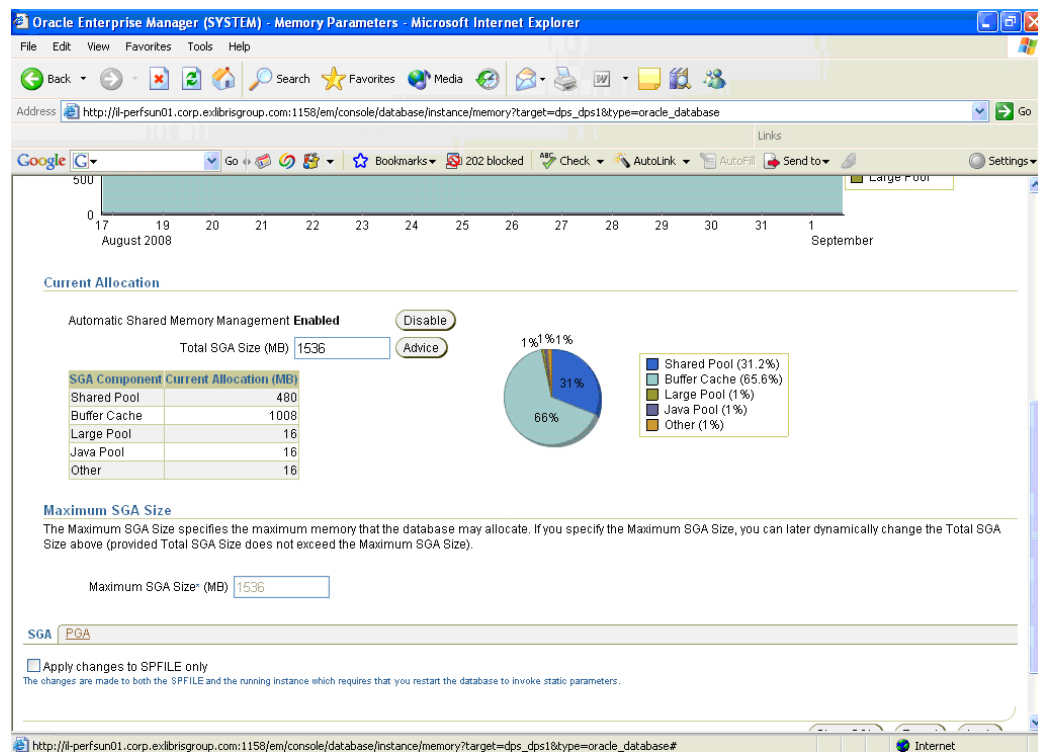 Oracle Enterprise Manager (SYSTEM) - Memory Parameters - Microsoft Internet Explorer
File Edit View Favorites Tools Help
Back Search Favorites Media
Address http://il-perfsun01.corp.exlibrisgroup.com:1158/em/console/database/instance/memory?target=dps_dps1&type=oracle_database Go
Links
Google G Go Bookmarks 202 blocked ABC Check AutoLink AutoFill Send to Settings
500 Large Pool
0
17 19 20 21 22 23 24 25 26 27 28 29 30 31 1
August 2008 September
Current Allocation
Automatic Shared Memory Management Enabled Disable
Total SGA Size (MB) 1536 Advice
SGA Component Current Allocation (MB)
Shared Pool 480
Buffer Cache 1008
Large Pool 16
Java Pool 16
Other 16
1% 1% 1%
31%
66%
Shared Pool (31.2%)
Buffer Cache (65.6%)
Large Pool (1%)
Java Pool (1%)
Other (1%)
Maximum SGA Size
The Maximum SGA Size specifies the maximum memory that the database may allocate. If you specify the Maximum SGA Size, you can later dynamically change the Total SGA
Size above (provided Total SGA Size does not exceed the Maximum SGA Size).
Maximum SGA Size* (MB) 1536
SGA PGA
Apply changes to SPFILE only
The changes are made to both the SPFILE and the running instance which requires that you restart the database to invoke static parameters.
http://il-perfsun01.corp.exlibrisgroup.com:1158/em/console/database/instance/memory?target=dps_dps1&type=oracle_database# Internet